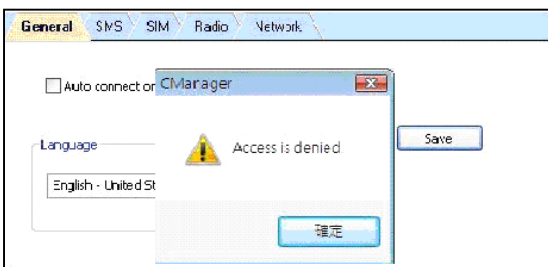 General SMS SIM Radio Network
Auto connect or
CManager
Language
Access is denied
Save
English - United St
確定